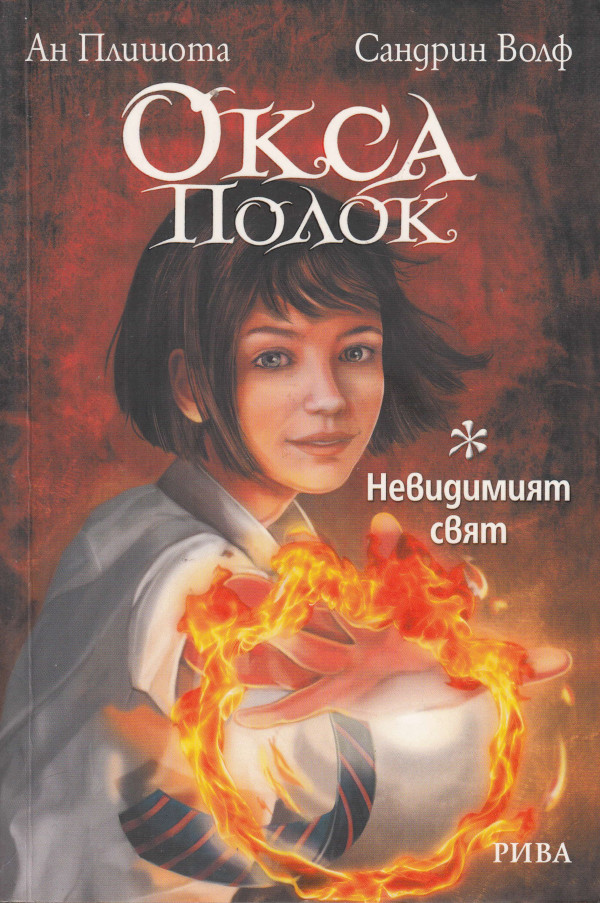 Ан Плишота Сандрин Волф
ОКСА
ПОЛОК
*
Невидимият
свят
РИВА